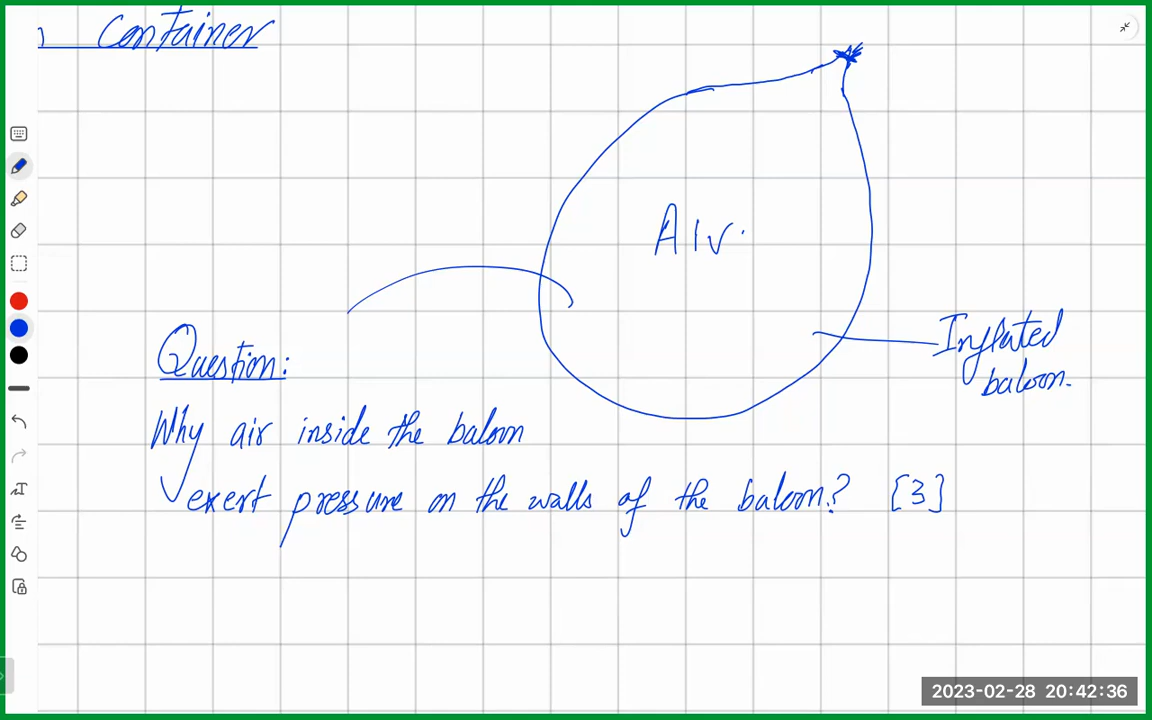 Container
Air.
Inflated
baloon.
Question:
Why air inside the baloon
exert pressure on the walls of the baloon? [3]
2023-02-28 20:42:36